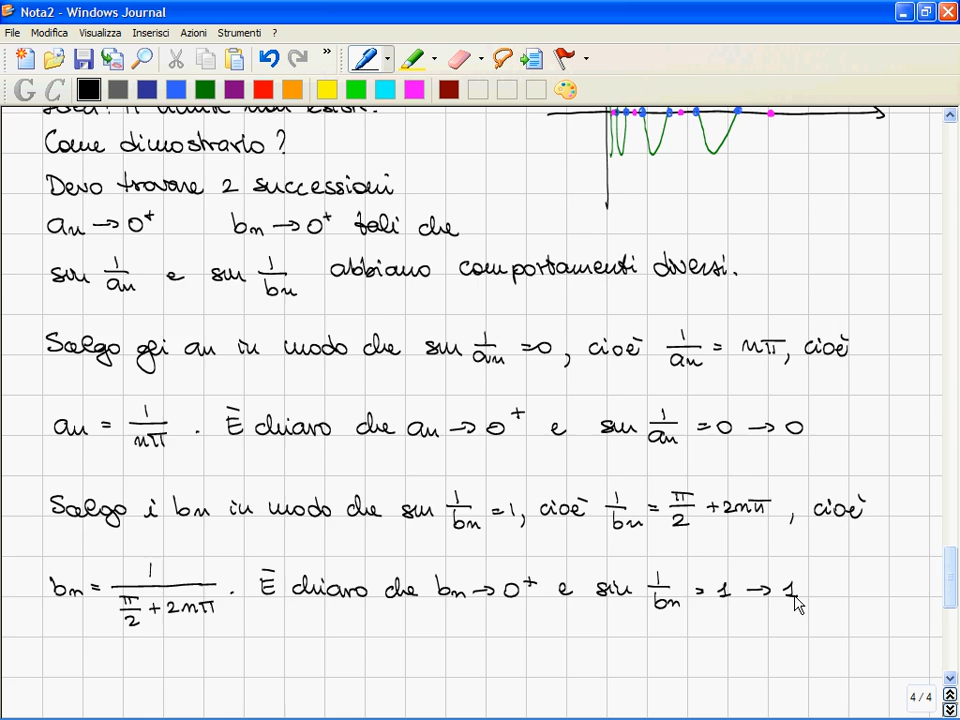 Nota2 - Windows Journal
File Modifica Visualizza Inserisci Azioni Strumenti ?
Come dimostrarlo ?
Devo trovare 2 successioni
an → 0⁺ bn → 0⁺ tali che
sin 1/an e sin 1/bn abbiano comportamenti diversi.
Scelgo gli an in modo che sin 1/an = 0 , cioè 1/an = nπ, cioè
an = 1/nπ . È chiaro che an → 0⁺ e sin 1/an = 0 → 0
Scelgo i bn in modo che sin 1/bn = 1, cioè 1/bn = π/2 + 2nπ , cioè
bn = 1/(π/2 + 2nπ) . È chiaro che bn → 0⁺ e sin 1/bn = 1 → 1
4 / 4